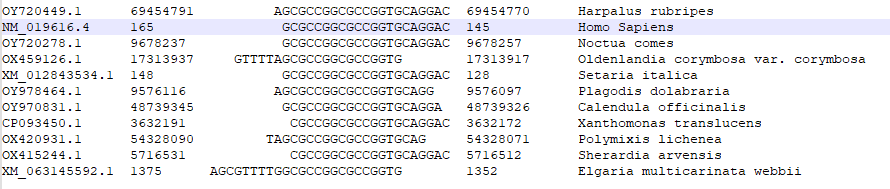 OY720449.1 69454791 AGCGCCGGCGCCGGTGCAGGAC 69454770 Harpalus rubripes
NM_019616.4 165 GCGCCGGCGCCGGTGCAGGAC 145 Homo Sapiens
OY720278.1 9678237 GCGCCGGCGCCGGTGCAGGAC 9678257 Noctua comes
OX459126.1 17313937 GTTTTAGCGCCGGCGCCGGTG 17313917 Oldenlandia corymbosa var. corymbosa
XM_012843534.1 148 GCGCCGGCGCCGGTGCAGGAC 128 Setaria italica
OY978464.1 9576116 AGCGCCGGCGCCGGTGCAGG 9576097 Plagodis dolabraria
OY970831.1 48739345 GCGCCGGCGCCGGTGCAGGA 48739326 Calendula officinalis
CP093450.1 3632191 CGCCGGCGCCGGTGCAGGAC 3632172 Xanthomonas translucens
OX420931.1 54328090 TAGCGCCGGCGCCGGTGCAG 54328071 Polymixis lichenea
OX415244.1 5716531 CGCCGGCGCCGGTGCAGGAC 5716512 Sherardia arvensis
XM_063145592.1 1375 AGCGTTTTGGCGCCGGCGCCGGTG 1352 Elgaria multicarinata webbii